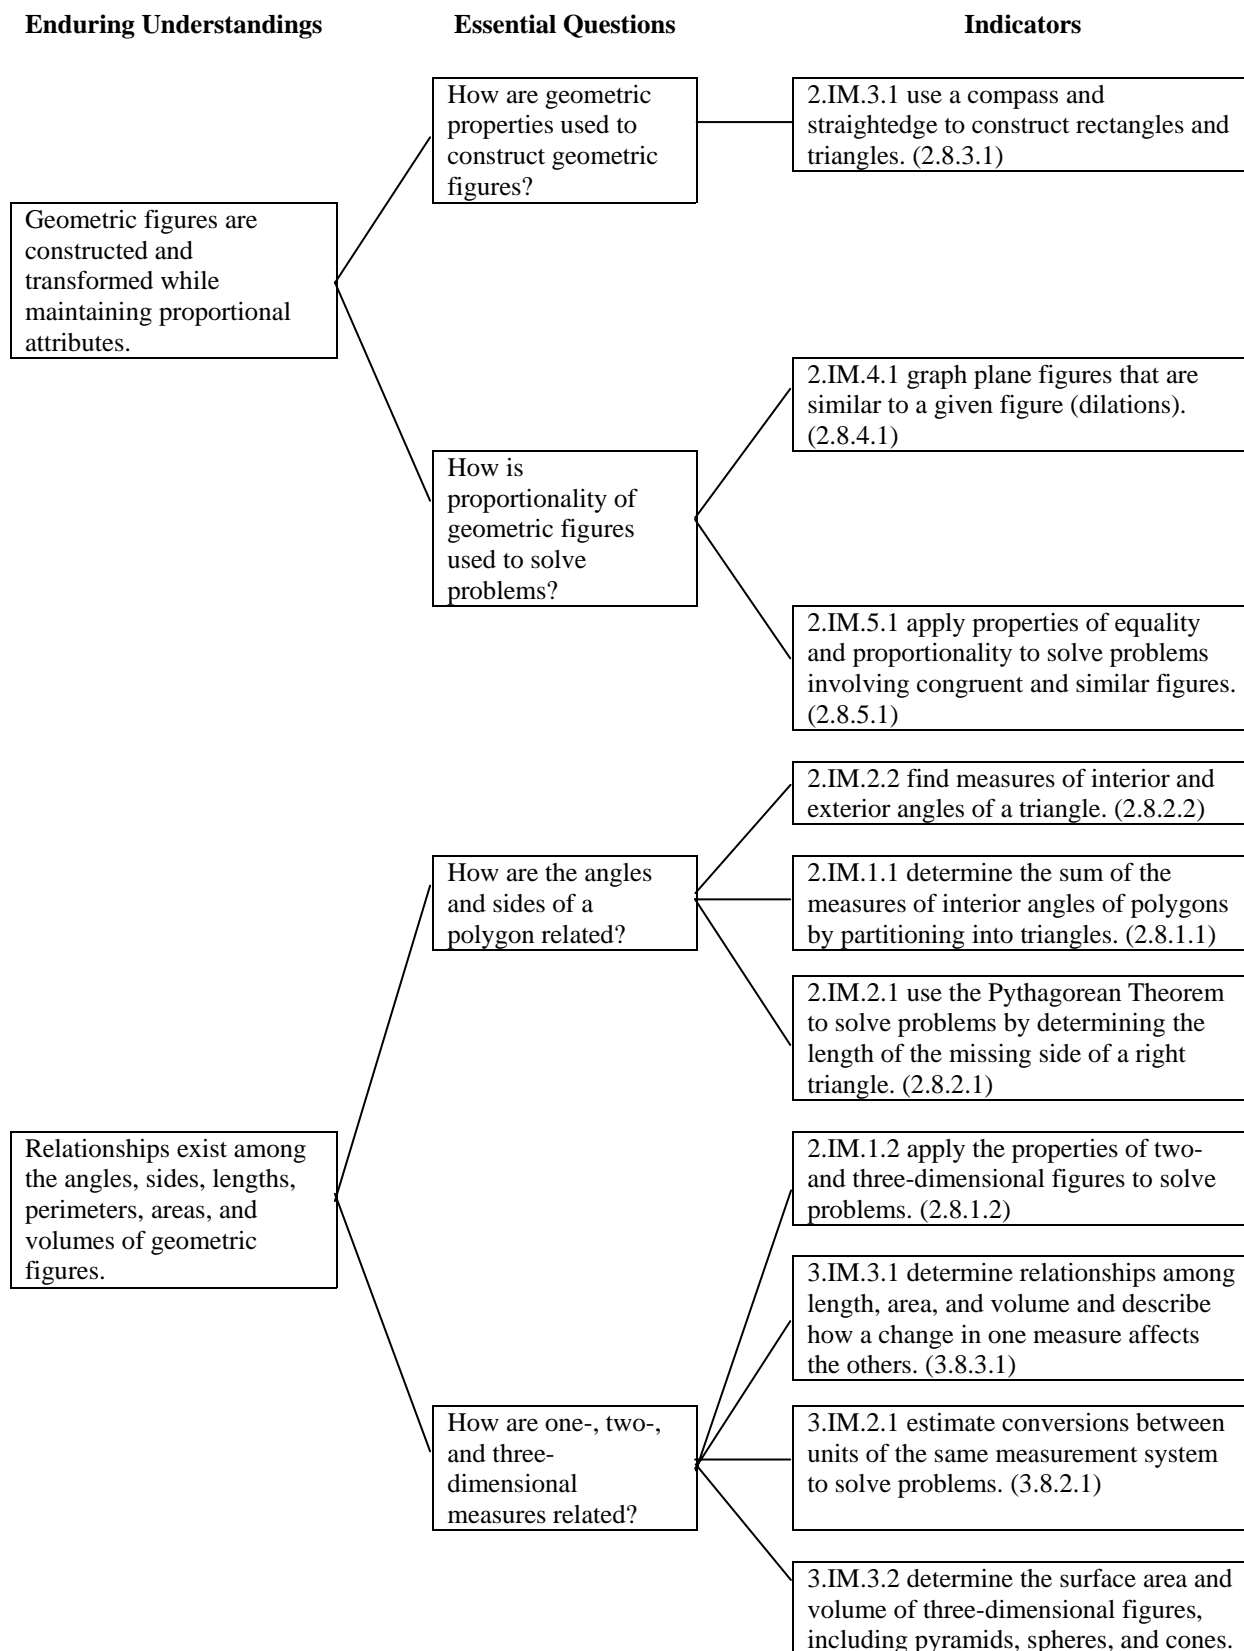 Enduring Understandings
Essential Questions
Indicators
How are geometric
properties used to
construct geometric
figures?
2.IM.3.1 use a compass and
straightedge to construct rectangles and
triangles. (2.8.3.1)
Geometric figures are
constructed and
transformed while
maintaining proportional
attributes.
2.IM.4.1 graph plane figures that are
similar to a given figure (dilations).
(2.8.4.1)
How is
proportionality of
geometric figures
used to solve
problems?
2.IM.5.1 apply properties of equality
and proportionality to solve problems
involving congruent and similar figures.
(2.8.5.1)
2.IM.2.2 find measures of interior and
exterior angles of a triangle. (2.8.2.2)
How are the angles
and sides of a
polygon related?
2.IM.1.1 determine the sum of the
measures of interior angles of polygons
by partitioning into triangles. (2.8.1.1)
2.IM.2.1 use the Pythagorean Theorem
to solve problems by determining the
length of the missing side of a right
triangle. (2.8.2.1)
Relationships exist among
the angles, sides, lengths,
perimeters, areas, and
volumes of geometric
figures.
2.IM.1.2 apply the properties of two-
and three-dimensional figures to solve
problems. (2.8.1.2)
3.IM.3.1 determine relationships among
length, area, and volume and describe
how a change in one measure affects
the others. (3.8.3.1)
How are one-, two-,
and three-
dimensional
measures related?
3.IM.2.1 estimate conversions between
units of the same measurement system
to solve problems. (3.8.2.1)
3.IM.3.2 determine the surface area and
volume of three-dimensional figures,
including pyramids, spheres, and cones.